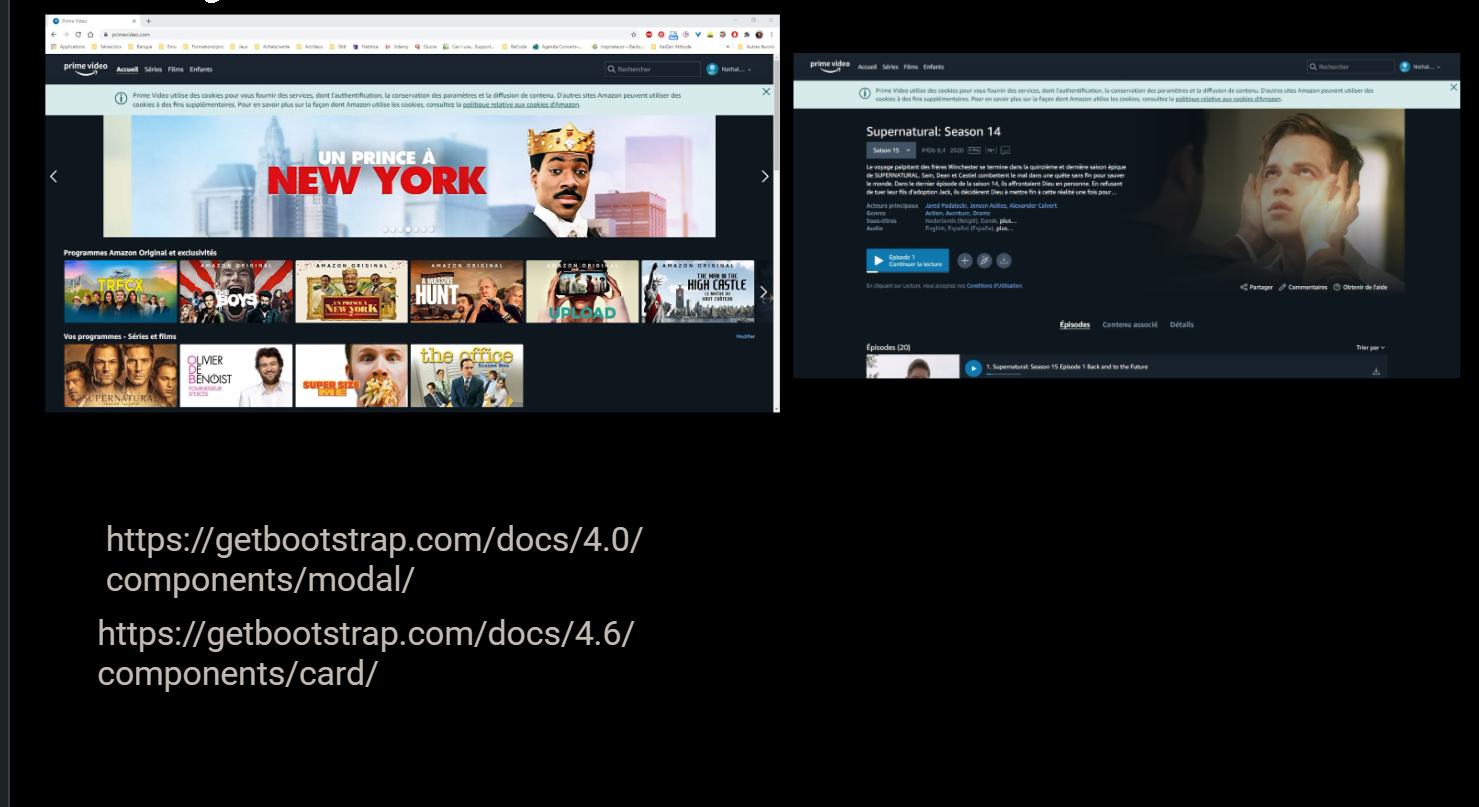 Prime Video
primevideo.com
Applications Séries/docs Banque Emu Formations/pro Jeux Achats/vente Stib Habitica Udemy Quora Can I use... Support... ReCode Agenda Concerts... KaiDan Attitude Autres favoris
prime video Accueil Séries Films Enfants Rechercher Nathal...
Prime Video utilise des cookies pour vous fournir des services, dont l'authentification, la conservation des paramètres et la diffusion de contenu. D'autres sites Amazon peuvent utiliser des
cookies à des fins supplémentaires. Pour en savoir plus sur la façon dont Amazon utilise les cookies, consultez la politique relative aux cookies d'Amazon.
UN PRINCE À
NEW YORK
Programmes Amazon Original et exclusivités
TRECX
AMAZON ORIGINAL
THE BOYS
AMAZON ORIGINAL
UN PRINCE À
NEW YORK 2
AMAZON ORIGINAL
A MASSIVE
HUNT
AMAZON ORIGINAL
UPLOAD
AMAZON ORIGINAL
THE MAN IN THE
HIGH CASTLE
LE MAÎTRE DU
HAUT CHÂTEAU
Vos programmes - Séries et films
Modifier
SUPERNATURAL
OLIVIER
DE
BENOIST
FOURNISSEUR
D'EXCÈS
SUPER SIZE
ME
the office
Season One
prime video Accueil Séries Films Enfants Rechercher Nathal...
Prime Video utilise des cookies pour vous fournir des services, dont l'authentification, la conservation des paramètres et la diffusion de contenu. D'autres sites Amazon peuvent utiliser des
cookies à des fins supplémentaires. Pour en savoir plus sur la façon dont Amazon utilise les cookies, consultez la politique relative aux cookies d'Amazon.
Supernatural: Season 14
Saison 15 IMDb 8,4 2020
Le voyage palpitant des frères Winchester se termine dans la quinzième et dernière saison épique
de SUPERNATURAL. Sam, Dean et Castiel combattent le mal dans une quête sans fin pour sauver
le monde. Dans le dernier épisode de la saison 14, ils affrontaient Dieu en personne. En refusant
de tuer leur fils d'adoption Jack, ils décidèrent Dieu à mettre fin à cette réalité une fois pour...
Acteurs principaux Jared Padalecki, Jensen Ackles, Alexander Calvert
Genres Action, Aventure, Drame
Sous-titres Nederlands (België), Dansk, plus...
Audio English, Español (España), plus...
Épisode 1
Continuer la lecture
En cliquant sur Lecture, vous acceptez nos Conditions d'Utilisation.
Partager Commentaires Obtenir de l'aide
Épisodes Contenu associé Détails
Épisodes (20) Trier par
1. Supernatural: Season 15 Episode 1 Back and to the Future
https://getbootstrap.com/docs/4.0/
components/modal/
https://getbootstrap.com/docs/4.6/
components/card/